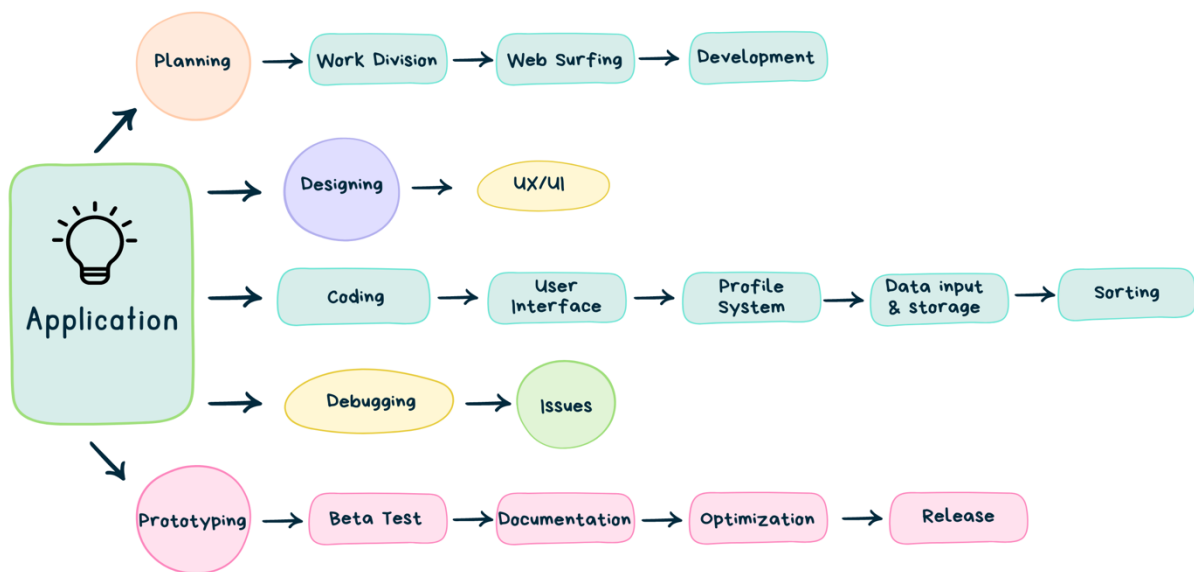 Planning
Work Division
Web Surfing
Development
Designing
UX/UI
Application
Coding
User
Interface
Profile
System
Data input
& storage
Sorting
Debugging
Issues
Prototyping
Beta Test
Documentation
Optimization
Release